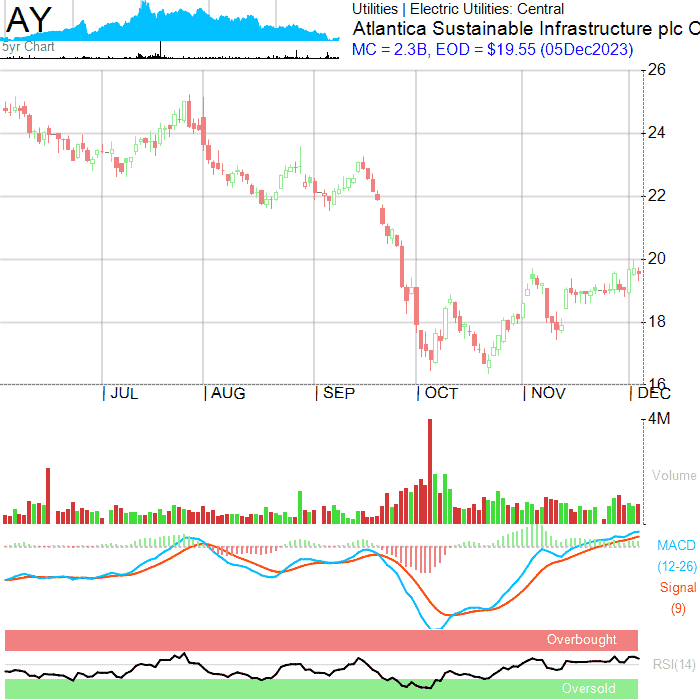 AY
5yr Chart
Utilities | Electric Utilities: Central
Atlantica Sustainable Infrastructure plc O
MC = 2.3B, EOD = $19.55 (05Dec2023)
26
24
22
20
18
16
| JUL | AUG | SEP | OCT | NOV | DEC
4M
Volume
MACD
(12-26)
Signal
(9)
Overbought
RSI(14)
Oversold